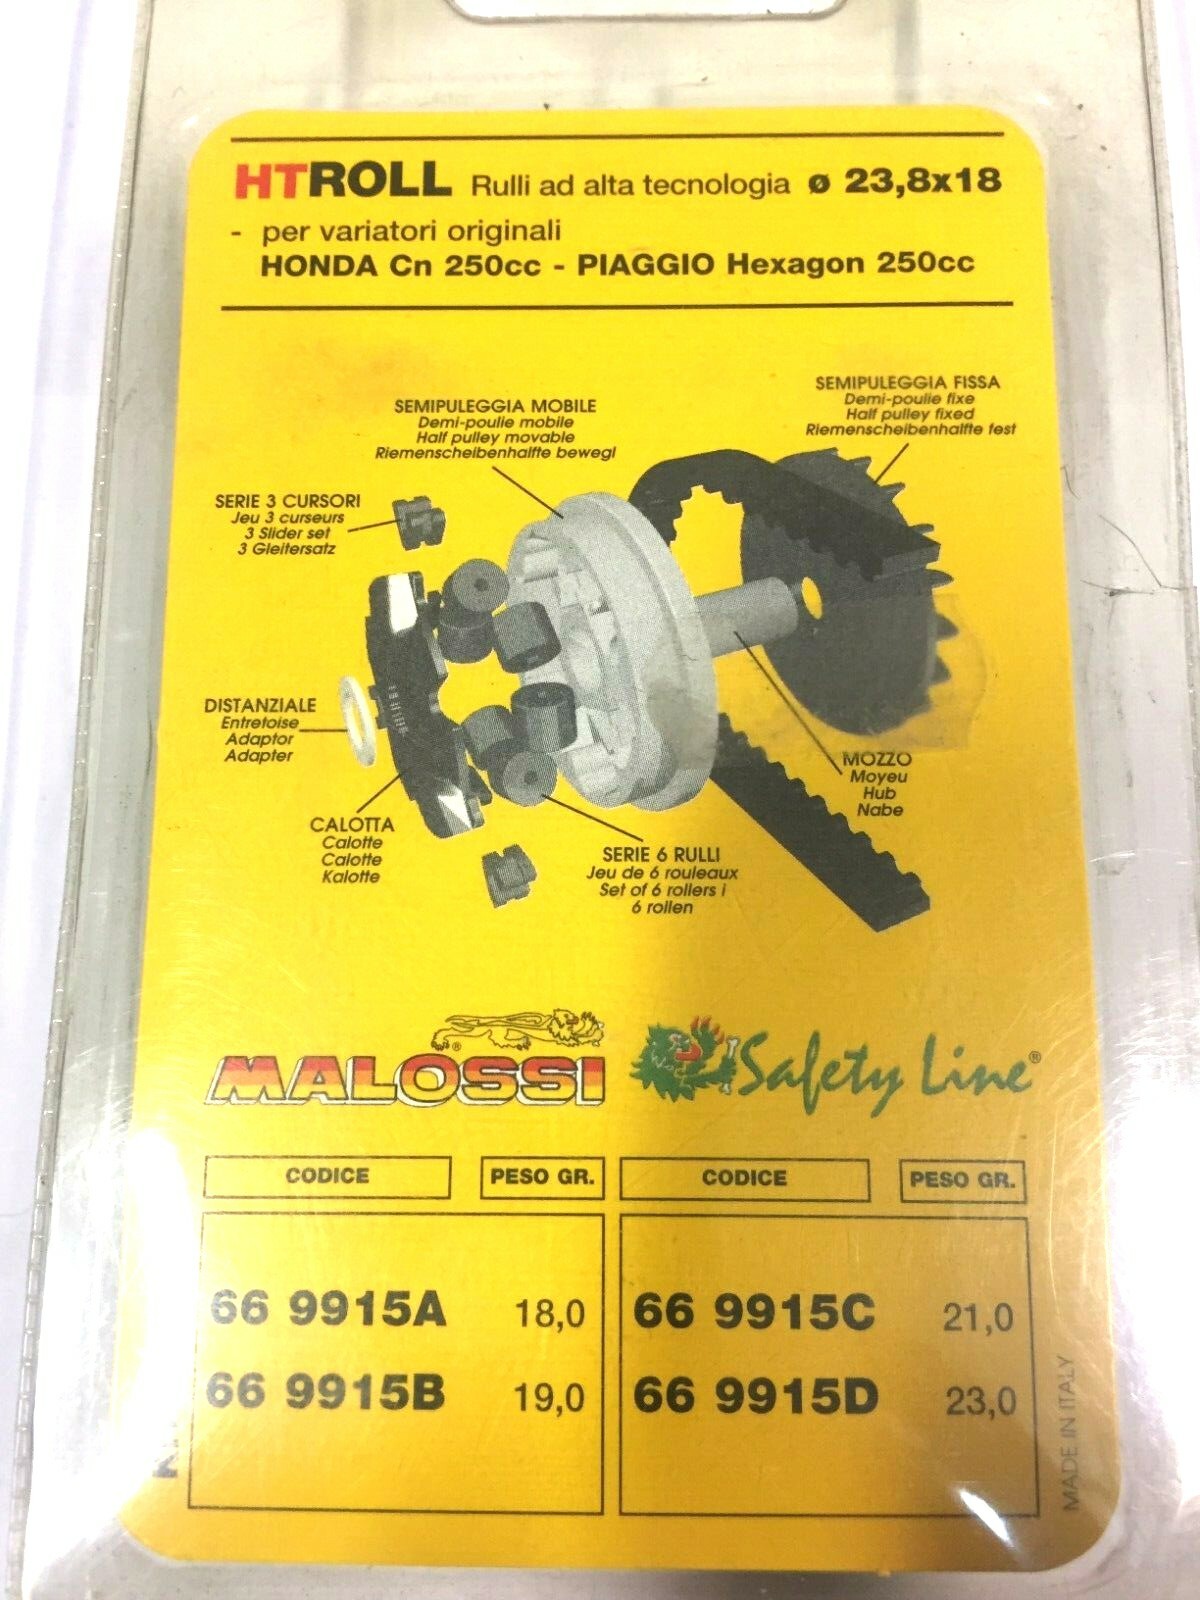 HTROLL Rulli ad alta tecnologia ø 23,8x18
- per variatori originali
HONDA Cn 250cc - PIAGGIO Hexagon 250cc
SEMIPULEGGIA FISSA
Demi-poulie fixe
Half pulley fixed
Riemenscheibenhalfte fest
SEMIPULEGGIA MOBILE
Demi-poulie mobile
Half pulley movable
Riemenscheibenhalfte bewegl
SERIE 3 CURSORI
Jeu 3 curseurs
3 Slider set
3 Gleitersatz
DISTANZIALE
Entretoise
Adaptor
Adapter
MOZZO
Moyeu
Hub
Nabe
CALOTTA
Calotte
Calotte
Kalotte
SERIE 6 RULLI
Jeu de 6 rouleaux
Set of 6 rollers i
6 rollen
MALOSSI ® Safety Line®
CODICE PESO GR. CODICE PESO GR.
66 9915A 18,0 66 9915C 21,0
66 9915B 19,0 66 9915D 23,0
MADE IN ITALY